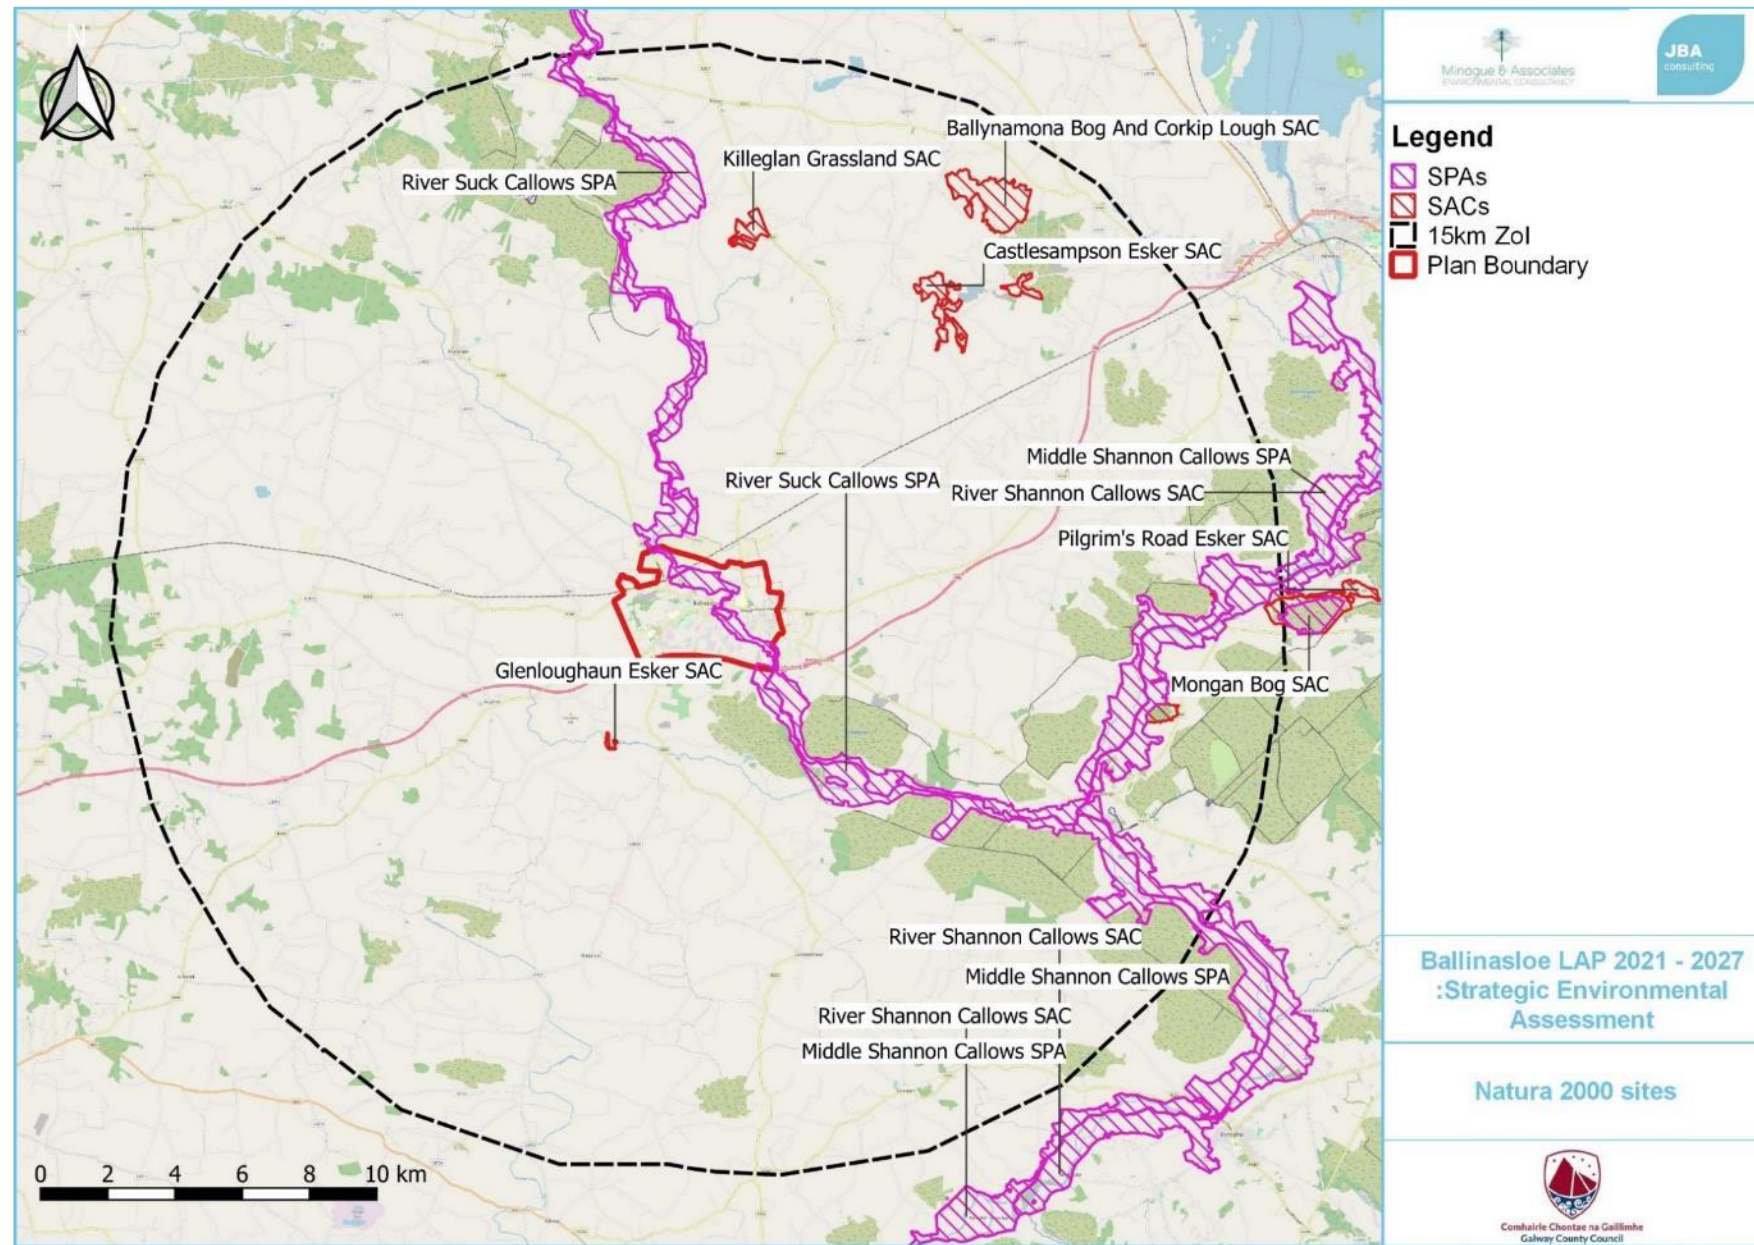 N
Ballynamona Bog And Corkip Lough SAC
Killeglan Grassland SAC
River Suck Callows SPA
Castlesampson Esker SAC
Middle Shannon Callows SPA
River Suck Callows SPA
River Shannon Callows SAC
Pilgrim's Road Esker SAC
Glenloughaun Esker SAC
Mongan Bog SAC
River Shannon Callows SAC
Middle Shannon Callows SPA
River Shannon Callows SAC
Middle Shannon Callows SPA
0 2 4 6 8 10 km
Minogue & Associates
ENVIRONMENTAL CONSULTANCY
JBA
consulting
Legend
SPAs
SACs
15km ZoI
Plan Boundary
Ballinasloe LAP 2021 - 2027
:Strategic Environmental
Assessment
Natura 2000 sites
Comhairle Chontae na Gaillimhe
Galway County Council